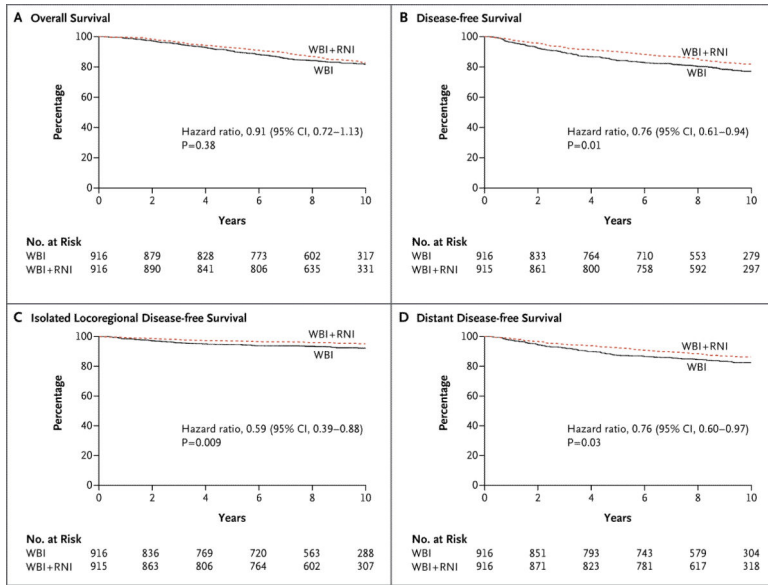 A Overall Survival
100
80
60
40
20
0
Percentage
WBI+RNI
WBI
Hazard ratio, 0.91 (95% CI, 0.72–1.13)
P=0.38
0 2 4 6 8 10
Years
No. at Risk
WBI 916 879 828 773 602 317
WBI+RNI 916 890 841 806 635 331
B Disease-free Survival
100
80
60
40
20
0
Percentage
WBI+RNI
WBI
Hazard ratio, 0.76 (95% CI, 0.61–0.94)
P=0.01
0 2 4 6 8 10
Years
No. at Risk
WBI 916 833 764 710 553 279
WBI+RNI 915 861 800 758 592 297
C Isolated Locoregional Disease-free Survival
100
80
60
40
20
0
Percentage
WBI+RNI
WBI
Hazard ratio, 0.59 (95% CI, 0.39–0.88)
P=0.009
0 2 4 6 8 10
Years
No. at Risk
WBI 916 836 769 720 563 288
WBI+RNI 915 863 806 764 602 307
D Distant Disease-free Survival
100
80
60
40
20
0
Percentage
WBI+RNI
WBI
Hazard ratio, 0.76 (95% CI, 0.60–0.97)
P=0.03
0 2 4 6 8 10
Years
No. at Risk
WBI 916 851 793 743 579 304
WBI+RNI 916 871 823 781 617 318